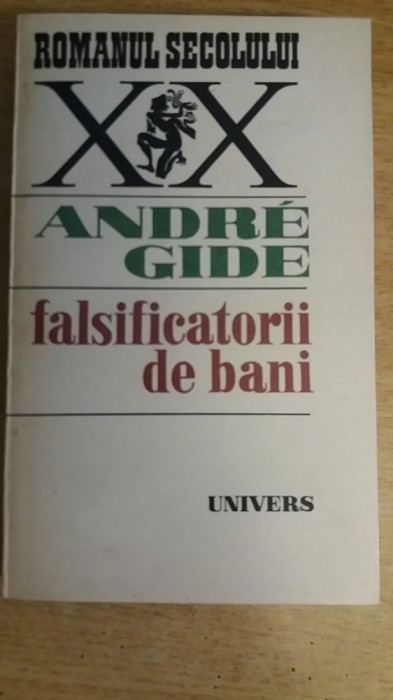 ROMANUL SECOLULUI
XX
ANDRÉ
GIDE
falsificatorii
de bani
UNIVERS